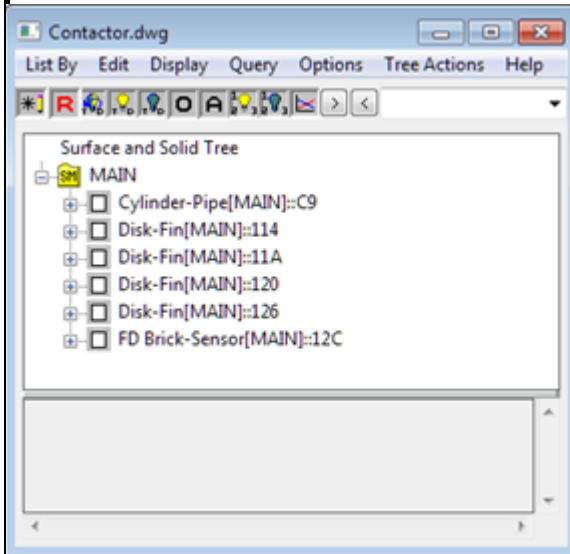 Contactor.dwg
List By Edit Display Query Options Tree Actions Help
Surface and Solid Tree
SM MAIN
Cylinder-Pipe[MAIN]::C9
Disk-Fin[MAIN]::114
Disk-Fin[MAIN]::11A
Disk-Fin[MAIN]::120
Disk-Fin[MAIN]::126
FD Brick-Sensor[MAIN]::12C